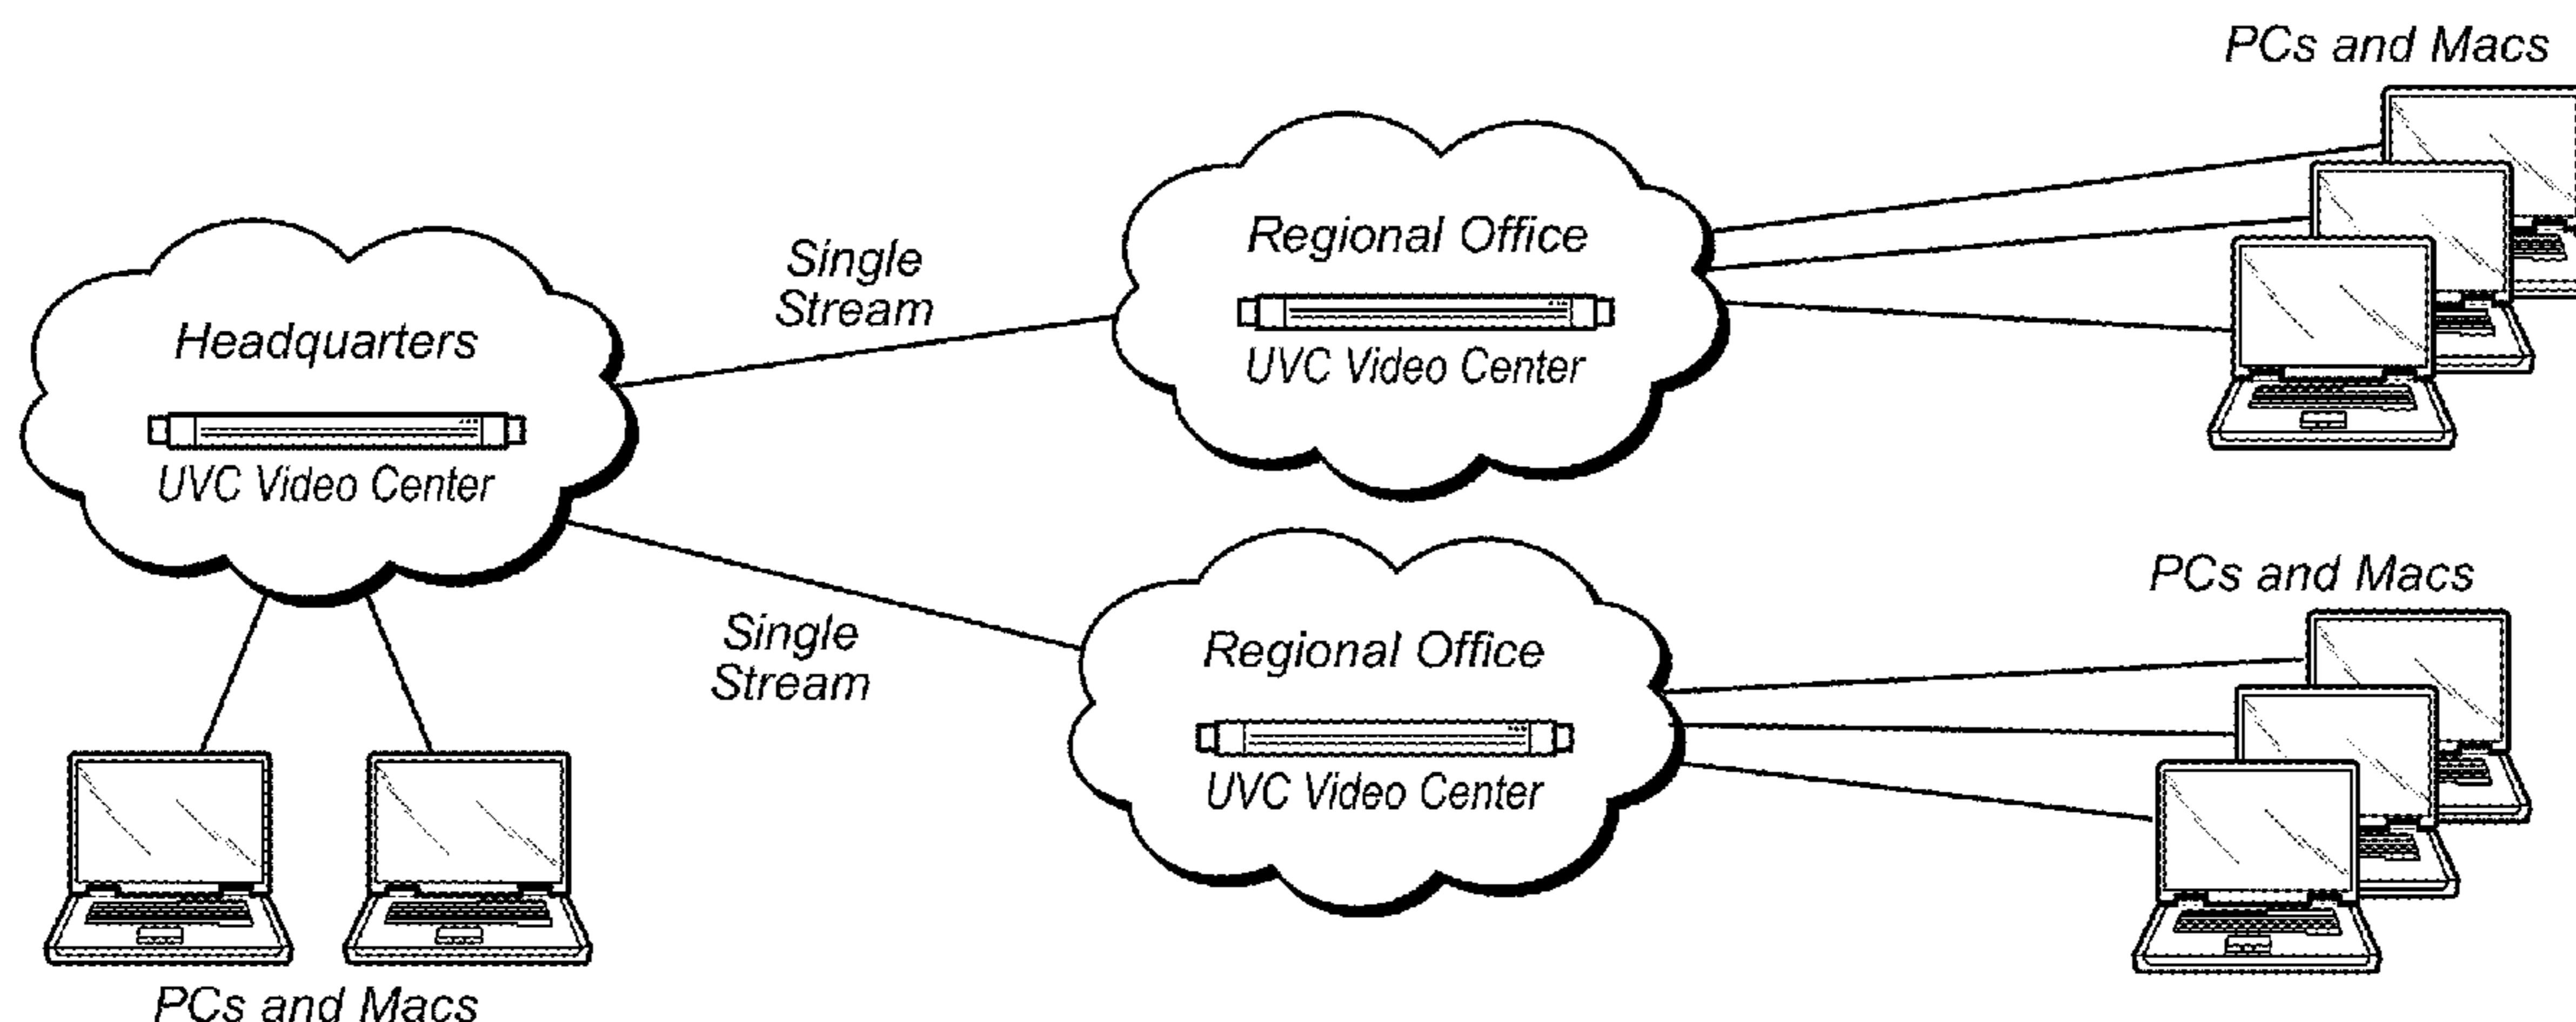 PCs and Macs
Regional Office
UVC Video Center
Single
Stream
Headquarters
UVC Video Center
Single
Stream
PCs and Macs
Regional Office
UVC Video Center
PCs and Macs